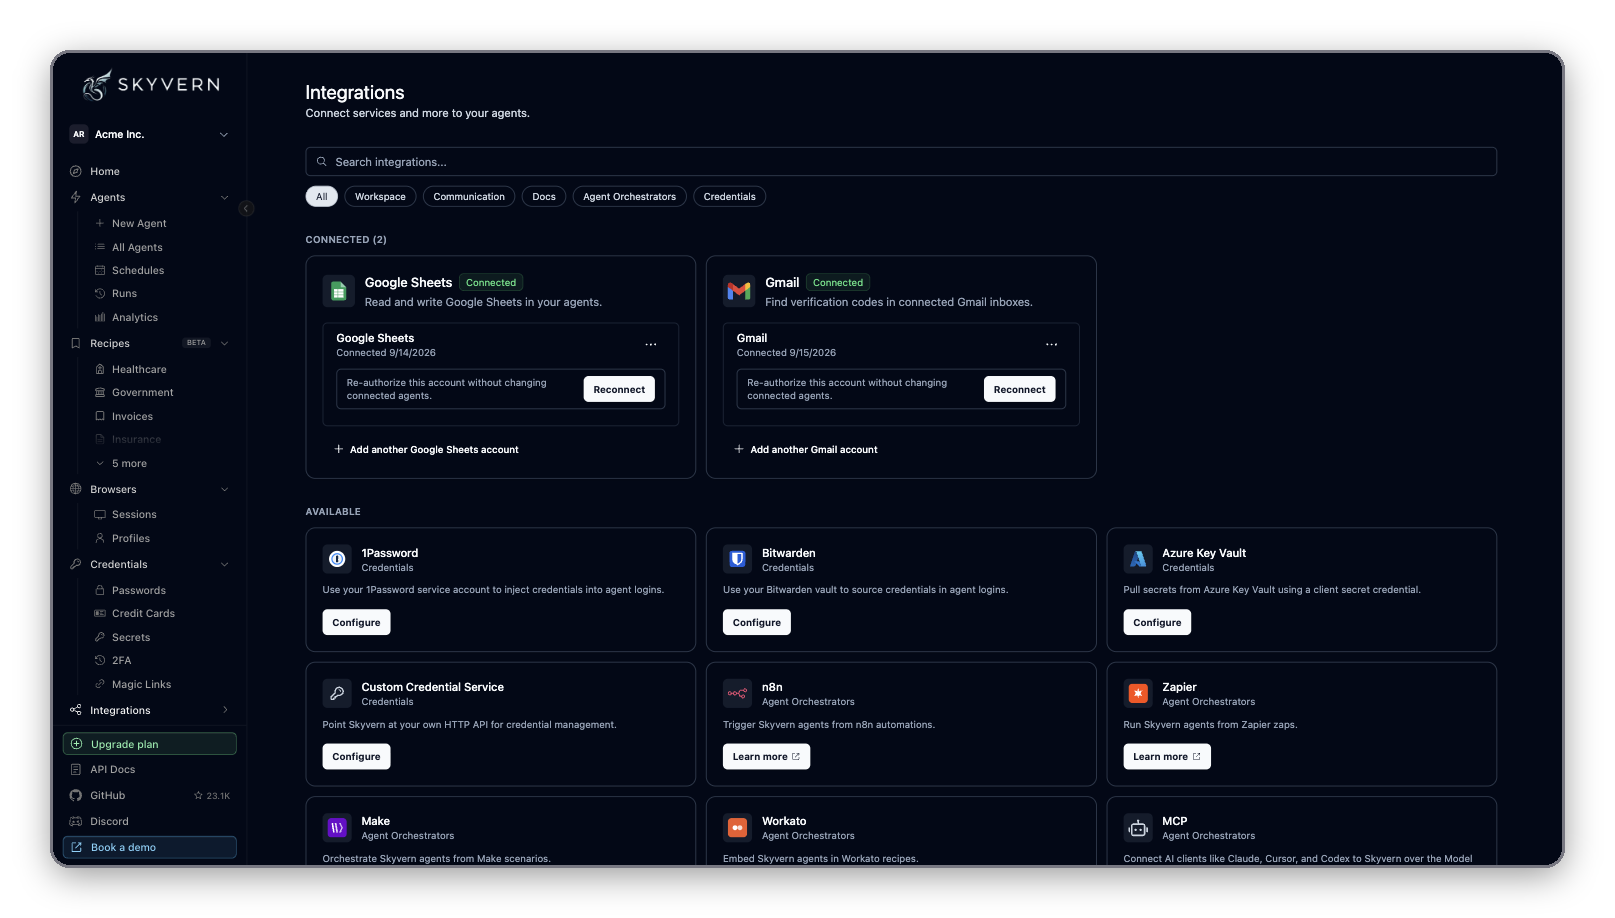 SKYVERN
AR Acme Inc.
Home
Agents
New Agent
All Agents
Schedules
Runs
Analytics
Recipes BETA
Healthcare
Government
Invoices
Insurance
5 more
Browsers
Sessions
Profiles
Credentials
Passwords
Credit Cards
Secrets
2FA
Magic Links
Integrations
Upgrade plan
API Docs
GitHub 23.1K
Discord
Book a demo
Integrations
Connect services and more to your agents.
Search integrations...
All Workspace Communication Docs Agent Orchestrators Credentials
CONNECTED (2)
Google Sheets Connected
Read and write Google Sheets in your agents.
Google Sheets
Connected 9/14/2026
Re-authorize this account without changing
connected agents.
Reconnect
+ Add another Google Sheets account
Gmail Connected
Find verification codes in connected Gmail inboxes.
Gmail
Connected 9/15/2026
Re-authorize this account without changing
connected agents.
Reconnect
+ Add another Gmail account
AVAILABLE
1Password
Credentials
Use your 1Password service account to inject credentials into agent logins.
Configure
Bitwarden
Credentials
Use your Bitwarden vault to source credentials in agent logins.
Configure
Azure Key Vault
Credentials
Pull secrets from Azure Key Vault using a client secret credential.
Configure
Custom Credential Service
Credentials
Point Skyvern at your own HTTP API for credential management.
Configure
n8n
Agent Orchestrators
Trigger Skyvern agents from n8n automations.
Learn more
Zapier
Agent Orchestrators
Run Skyvern agents from Zapier zaps.
Learn more
Make
Agent Orchestrators
Orchestrate Skyvern agents from Make scenarios.
Workato
Agent Orchestrators
Embed Skyvern agents in Workato recipes.
MCP
Agent Orchestrators
Connect AI clients like Claude, Cursor, and Codex to Skyvern over the Model